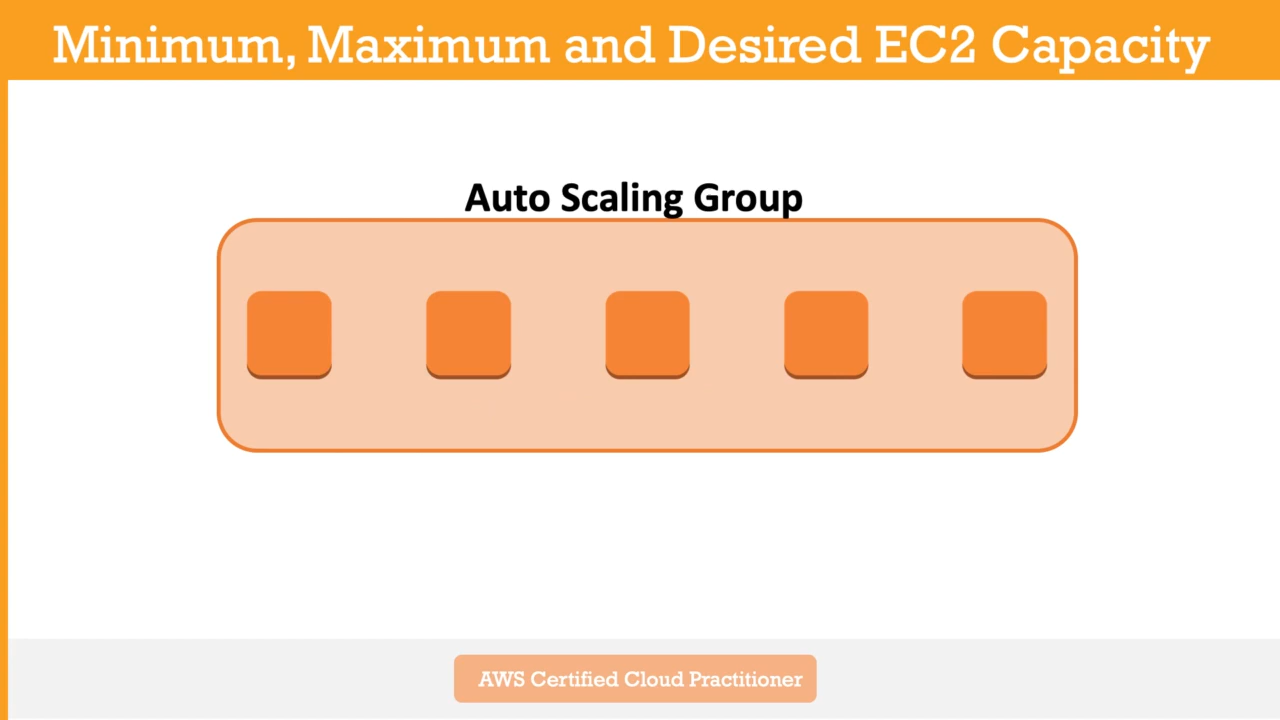 Minimum, Maximum and Desired EC2 Capacity
Auto Scaling Group
AWS Certified Cloud Practitioner